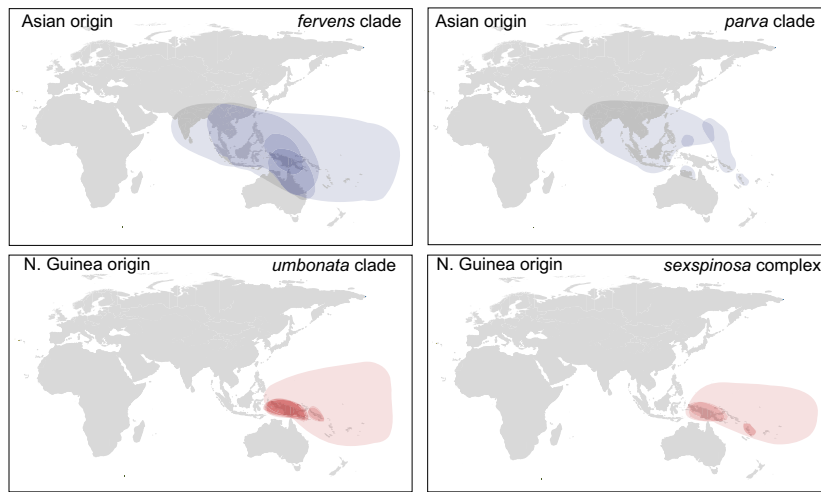 Asian origin
fervens clade
Asian origin
parva clade
N. Guinea origin
umbonata clade
N. Guinea origin
sexspinosa complex